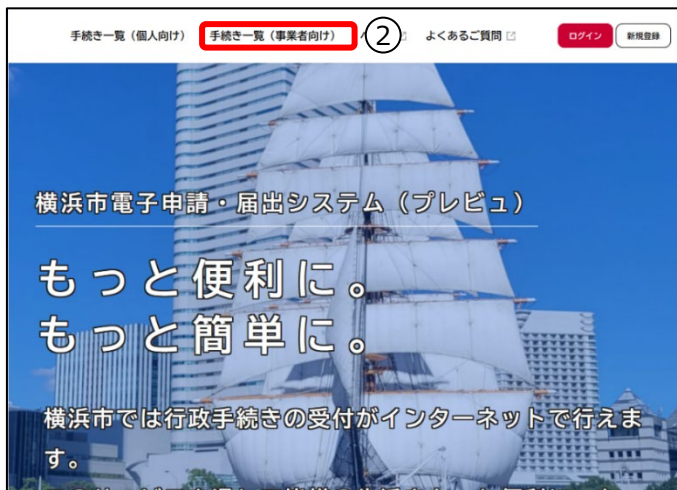 手続き一覧（個人向け） 手続き一覧（事業者向け） ② よくあるご質問 ログイン 新規登録
横浜市電子申請・届出システム（プレビュ）
もっと便利に。
もっと簡単に。
横浜市では行政手続きの受付がインターネットで行えま
す。